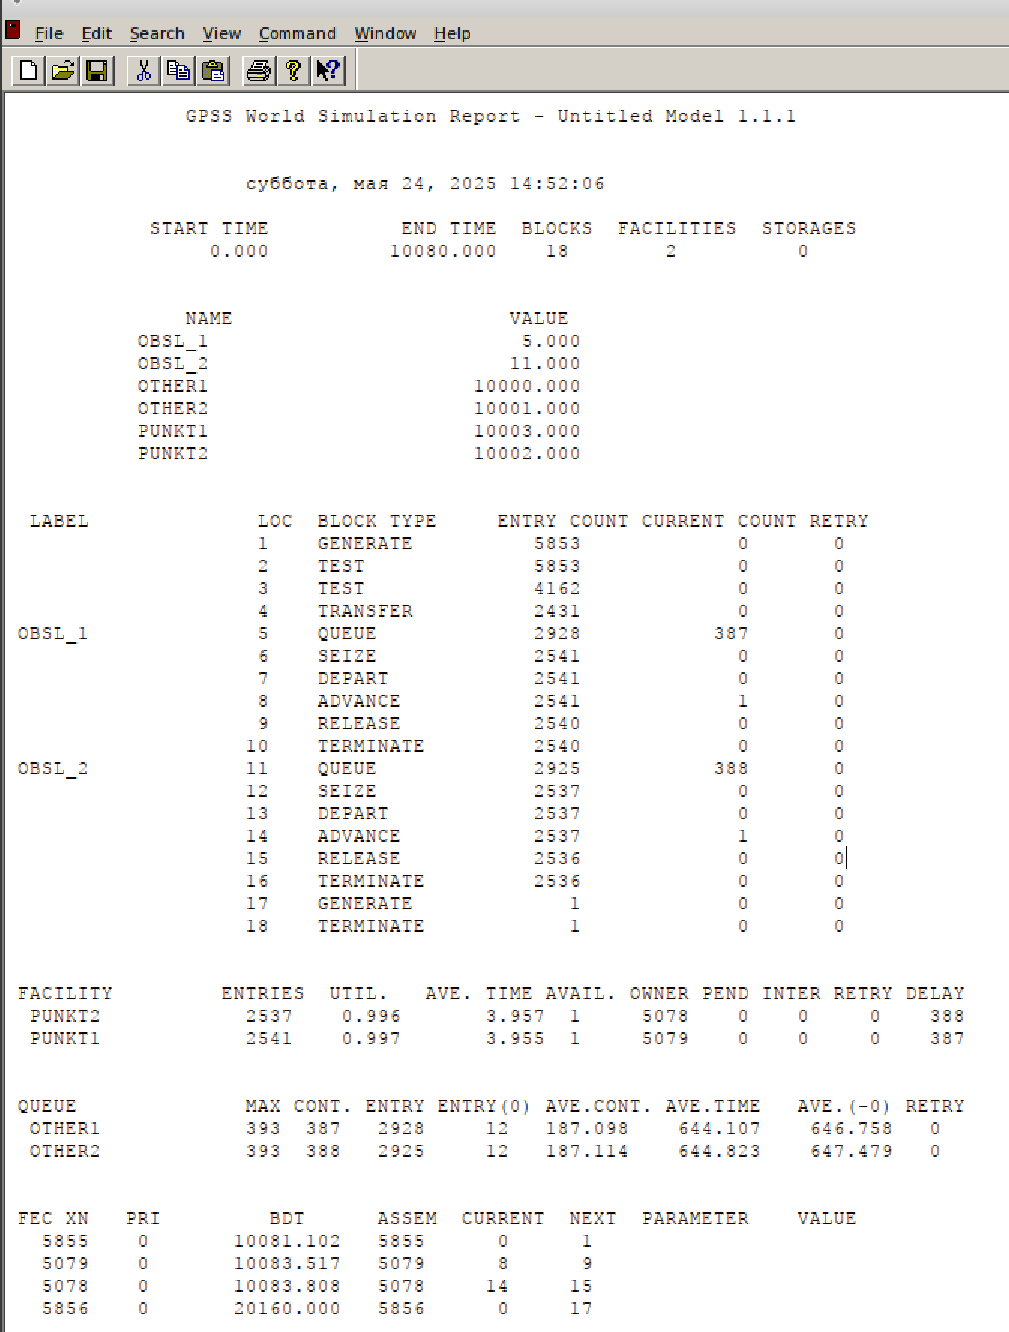 File Edit Search View Command Window Help
GPSS World Simulation Report - Untitled Model 1.1.1
суббота, мая 24, 2025 14:52:06
START TIME END TIME BLOCKS FACILITIES STORAGES
0.000 10080.000 18 2 0
NAME VALUE
OBSL_1 5.000
OBSL_2 11.000
OTHER1 10000.000
OTHER2 10001.000
PUNKT1 10003.000
PUNKT2 10002.000
LABEL LOC BLOCK TYPE ENTRY COUNT CURRENT COUNT RETRY
1 GENERATE 5853 0 0
2 TEST 5853 0 0
3 TEST 4162 0 0
4 TRANSFER 2431 0 0
OBSL_1 5 QUEUE 2928 387 0
6 SEIZE 2541 0 0
7 DEPART 2541 0 0
8 ADVANCE 2541 1 0
9 RELEASE 2540 0 0
10 TERMINATE 2540 0 0
OBSL_2 11 QUEUE 2925 388 0
12 SEIZE 2537 0 0
13 DEPART 2537 0 0
14 ADVANCE 2537 1 0
15 RELEASE 2536 0 0
16 TERMINATE 2536 0 0
17 GENERATE 1 0 0
18 TERMINATE 1 0 0
FACILITY ENTRIES UTIL. AVE. TIME AVAIL. OWNER PEND INTER RETRY DELAY
PUNKT2 2537 0.996 3.957 1 5078 0 0 0 388
PUNKT1 2541 0.997 3.955 1 5079 0 0 0 387
QUEUE MAX CONT. ENTRY ENTRY(0) AVE.CONT. AVE.TIME AVE.(-0) RETRY
OTHER1 393 387 2928 12 187.098 644.107 646.758 0
OTHER2 393 388 2925 12 187.114 644.823 647.479 0
FEC XN PRI BDT ASSEM CURRENT NEXT PARAMETER VALUE
5855 0 10081.102 5855 0 1
5079 0 10083.517 5079 8 9
5078 0 10083.808 5078 14 15
5856 0 20160.000 5856 0 17